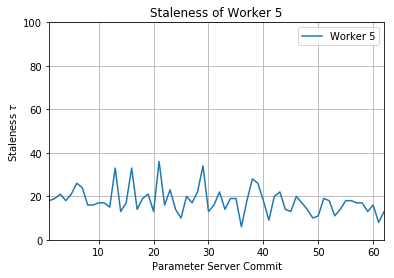 Staleness of Worker 5
Worker 5
Staleness τ
100
80
60
40
20
0
10 20 30 40 50 60
Parameter Server Commit